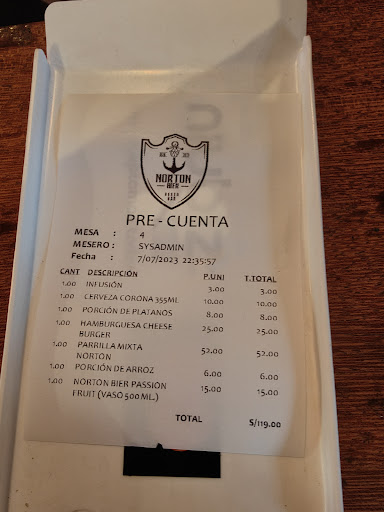 NORTON
BIER
PRE - CUENTA
MESA : 4
MESERO : SYSADMIN
Fecha : 7/07/2023 22:35:57
CANT DESCRIPCIÓN P.UNI T.TOTAL
1.00 INFUSIÓN 3.00 3.00
1.00 CERVEZA CORONA 355ML 10.00 10.00
1.00 PORCIÓN DE PLATANOS 8.00 8.00
1.00 HAMBURGUESA CHEESE 25.00 25.00
BURGER
1.00 PARRILLA MIXTA 52.00 52.00
NORTON
1.00 PORCIÓN DE ARROZ 6.00 6.00
1.00 NORTON BIER PASSION 15.00 15.00
FRUIT (VASO 500 ML.)
TOTAL S/119.00